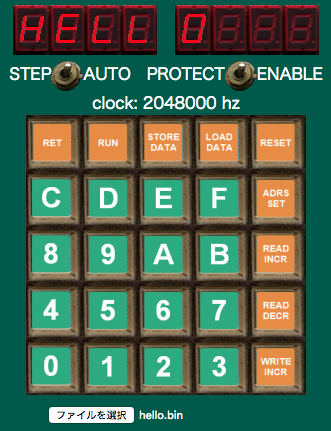 HELL O
STEP AUTO PROTECT ENABLE
clock: 2048000 hz
RET RUN STORE DATA LOAD DATA RESET
C D E F ADRS SET
8 9 A B READ INCR
4 5 6 7 READ DECR
0 1 2 3 WRITE INCR
ファイルを選択 hello.bin